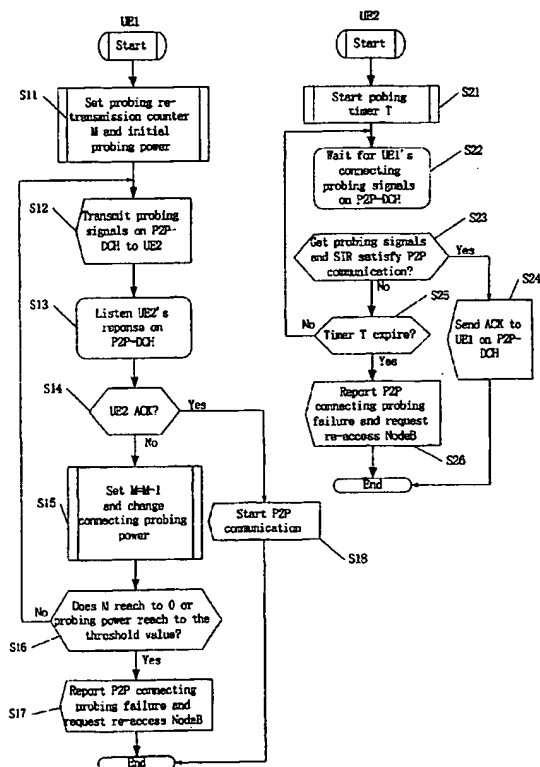 UE1
Start
S11
Set probing re-
transmission counter
M and initial
probing power
S12
Transmit probing
signals on P2P-
DCH to UE2
S13
Listen UE2's
reponse on
P2P-DCH
S14
UE2 ACK?
Yes
No
S15
Set M=M-1
and change
connecting probing
power
Start P2P
communication
S18
No
Does M reach to 0 or
probing power reach to the
threshold value?
S16
Yes
Report P2P connecting
probing failure and
request re-access NodeB
S17
End
UE2
Start
Start pobing
timer T
S21
Wait for UE1's
connecting
probing signals
on P2P-DCH
S22
S23
Get probing signals
and SIR satisfy P2P
communication?
Yes
No
S24
Send ACK to
UE1 on P2P-
DCH
S25
No
Timer T expire?
Yes
Report P2P
connecting probing
failure and request
re-access NodeB
S26
End